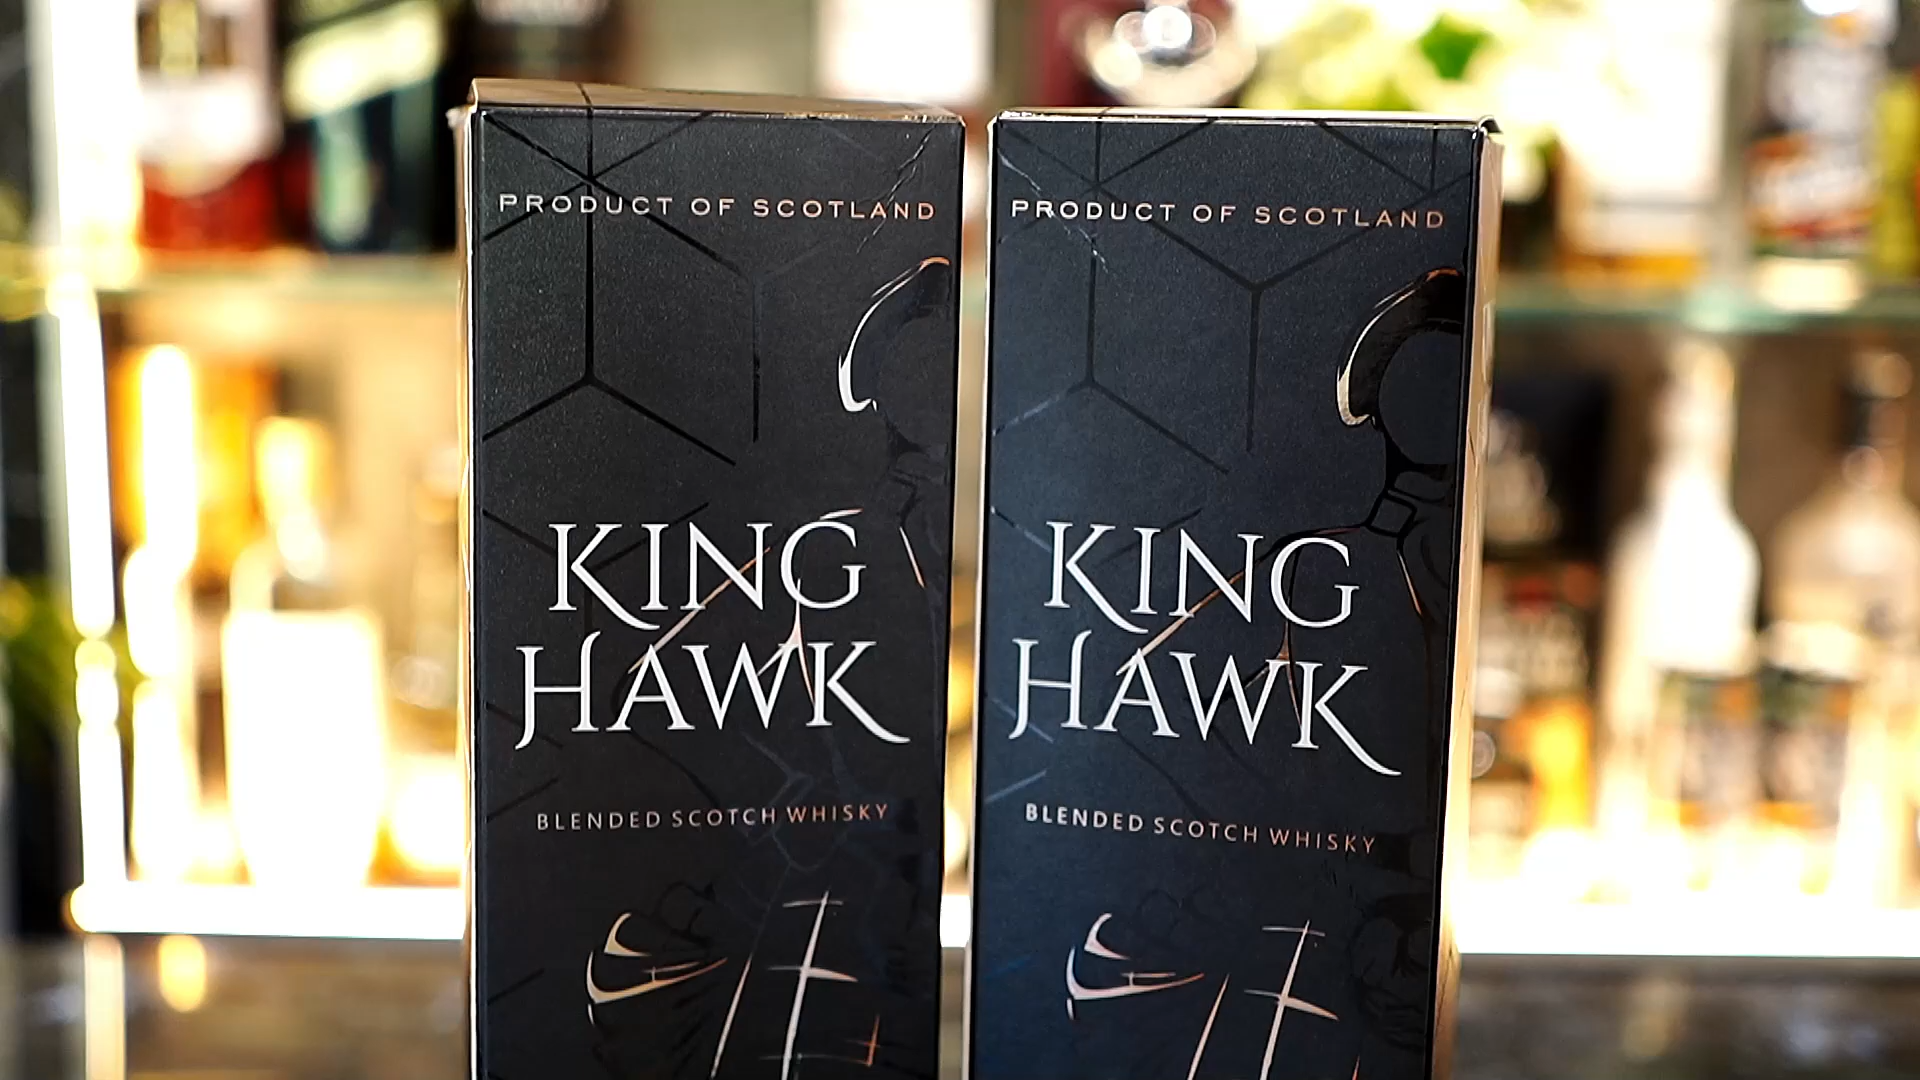 PRODUCT OF SCOTLAND
KING
HAWK
BLENDED SCOTCH WHISKY
PRODUCT OF SCOTLAND
KING
HAWK
BLENDED SCOTCH WHISKY